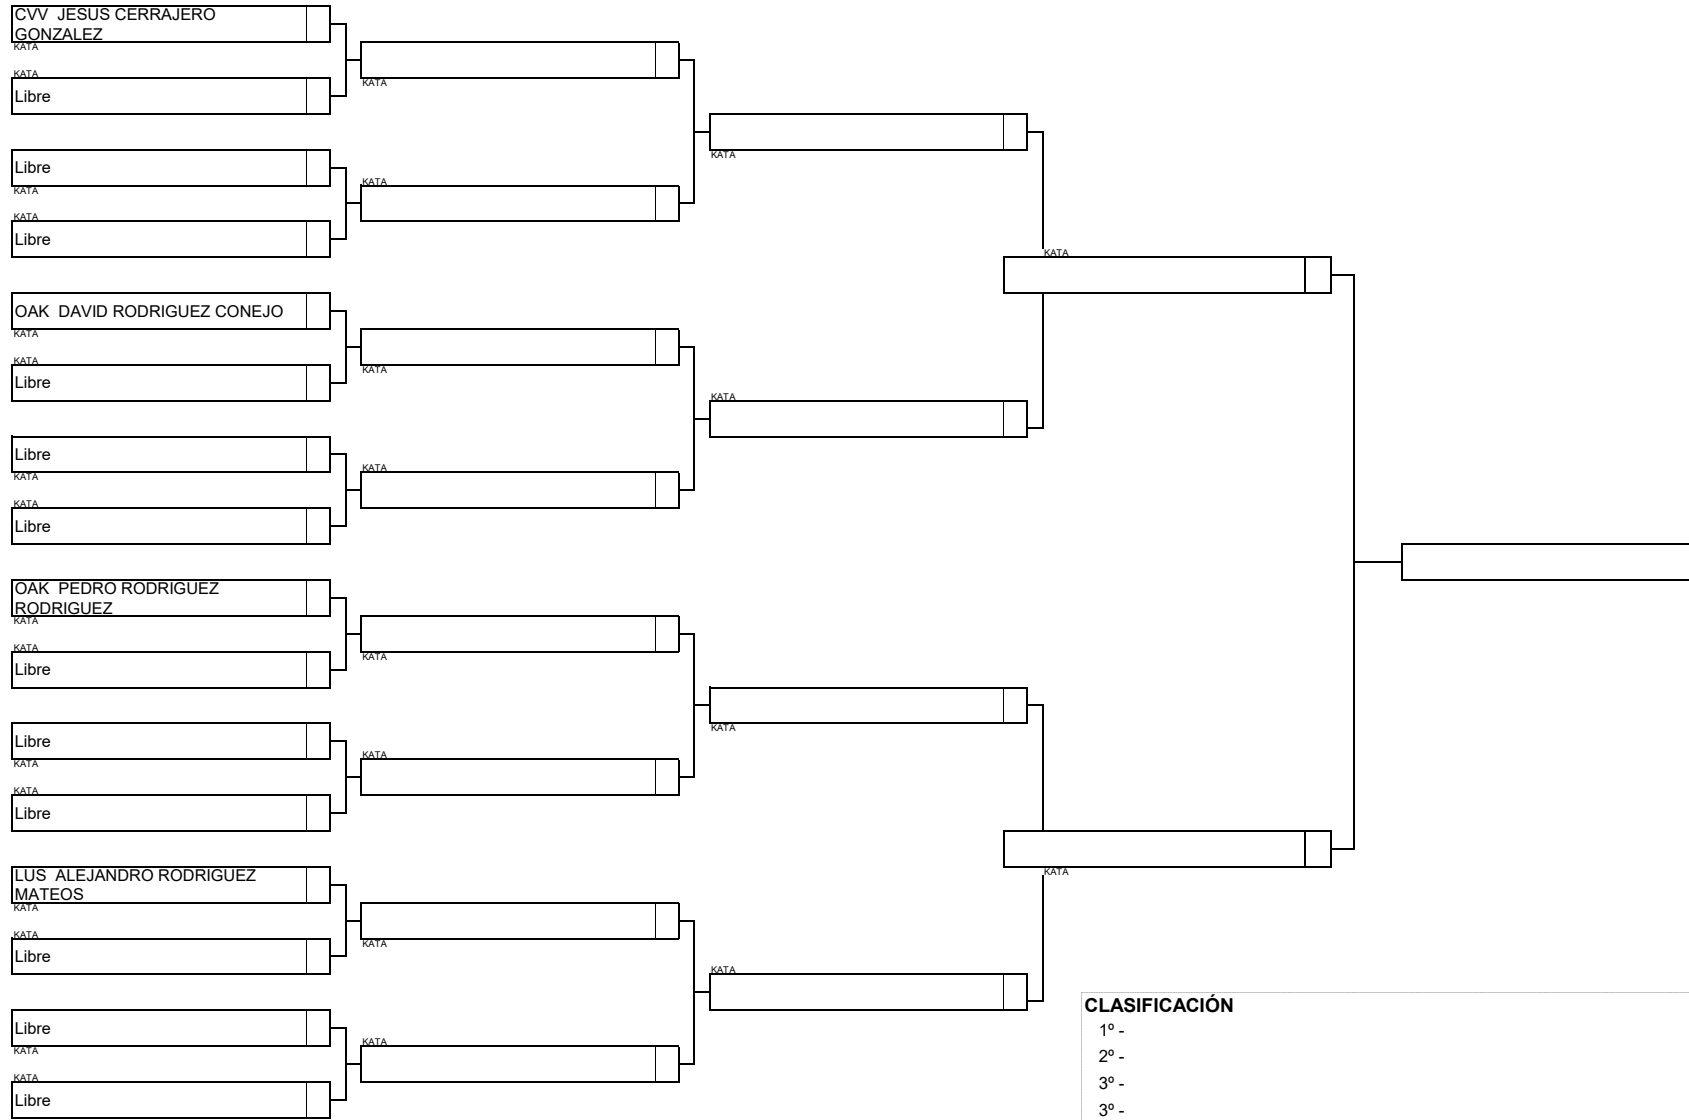 CVV JESUS CERRAJERO
GONZALEZ
KATA
KATA
Libre
KATA
Libre
KATA
KATA
Libre
KATA
KATA
OAK DAVID RODRIGUEZ CONEJO
KATA
KATA
Libre
KATA
Libre
KATA
KATA
Libre
KATA
KATA
KATA
OAK PEDRO RODRIGUEZ
RODRIGUEZ
KATA
KATA
Libre
KATA
Libre
KATA
KATA
Libre
KATA
KATA
LUS ALEJANDRO RODRIGUEZ
MATEOS
KATA
KATA
Libre
KATA
Libre
KATA
KATA
Libre
KATA
KATA
KATA
CLASIFICACIÓN
1º -
2º -
3º -
3º -